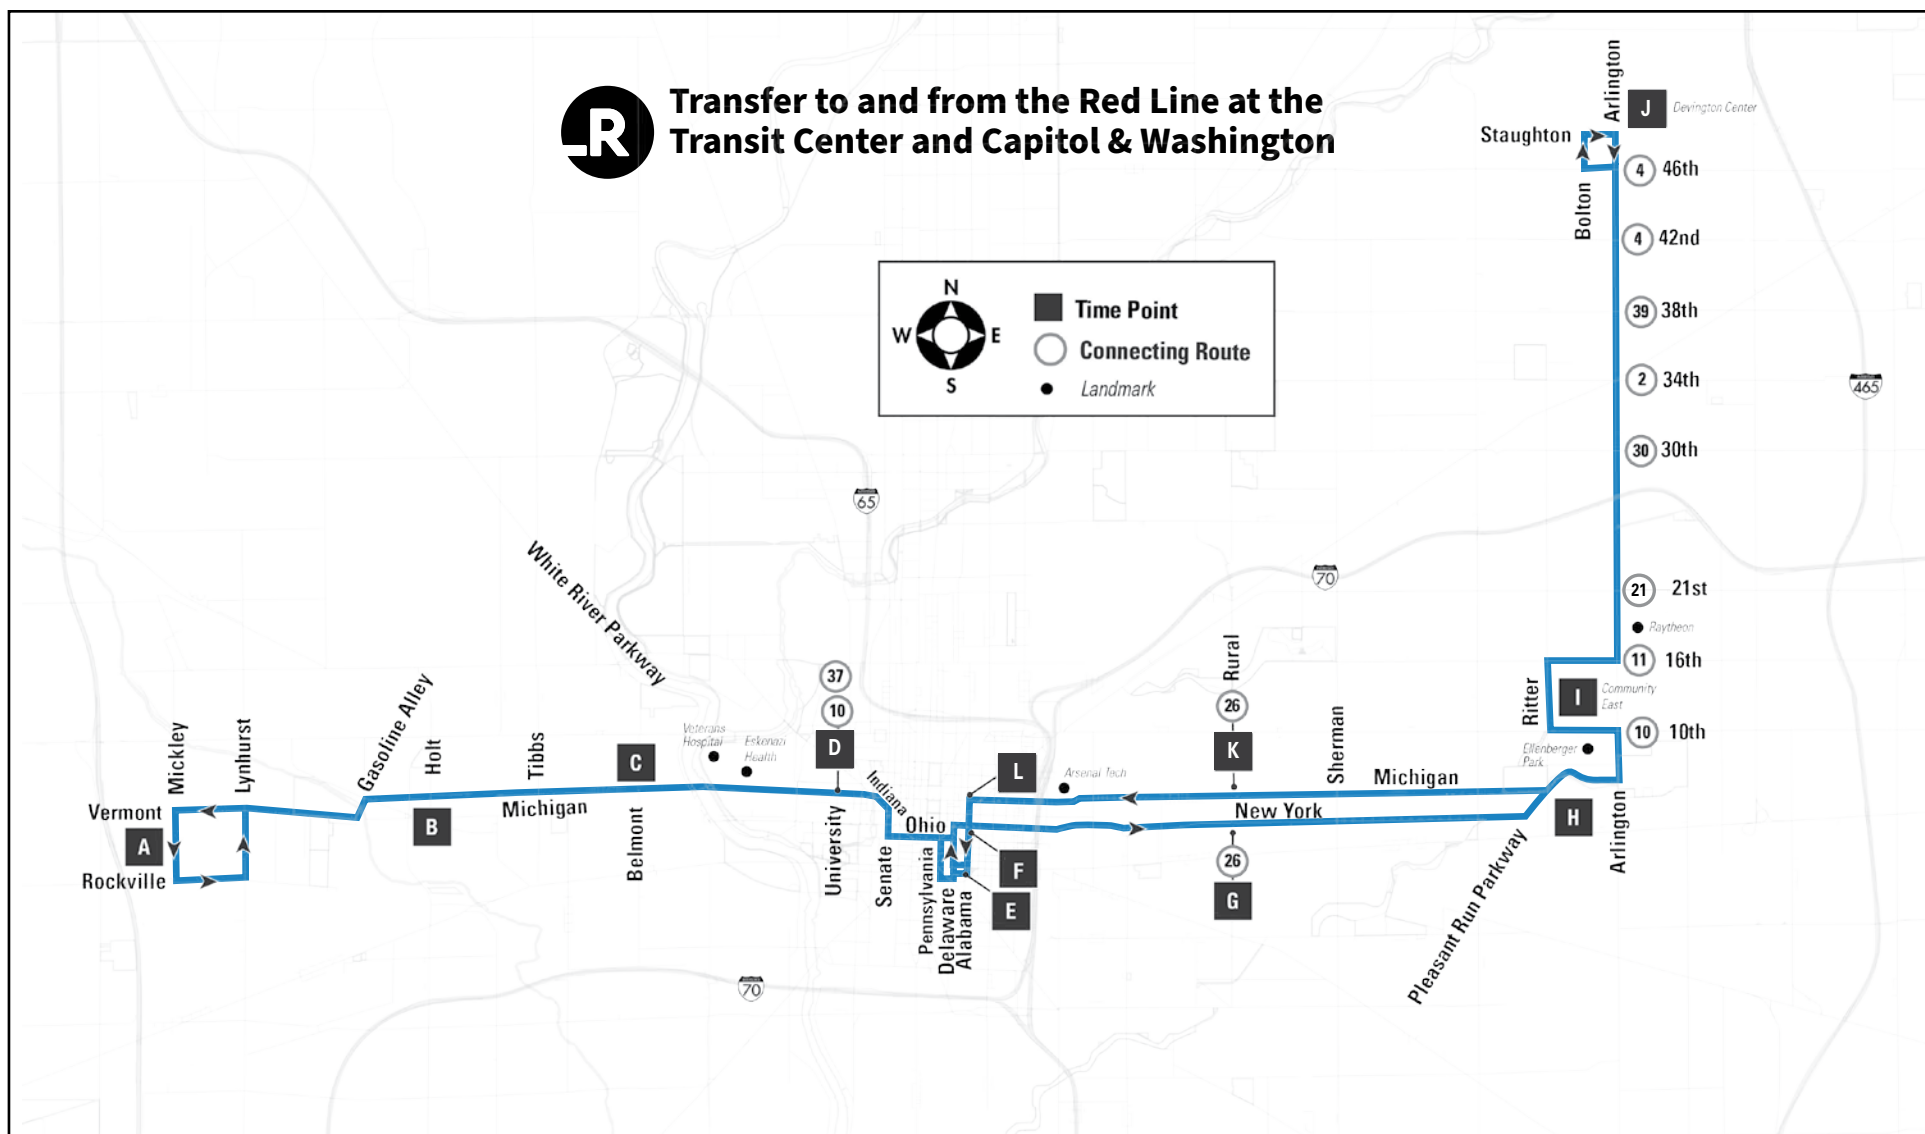 R
Transfer to and from the Red Line at the
Transit Center and Capitol & Washington
Arlington
J
Devington Center
Staughton
4
46th
Bolton
4
42nd
N
W
E
S
Time Point
Connecting Route
Landmark
39
38th
2
34th
465
30
30th
65
70
21
21st
Raytheon
11
16th
White River Parkway
Rural
26
K
37
10
D
Ritter
I
Community
East
10
10th
Ellenberger
Park
Mickley
Lynhurst
Gasoline Alley
Holt
Tibbs
C
Veterans
Hospital
Eskenazi
Health
Indiana
L
Arsenal Tech
Sherman
Michigan
New York
Vermont
A
Rockville
B
Michigan
Belmont
University
Senate
Ohio
Pennsylvania
Delaware
Alabama
F
E
26
G
H
Pleasant Run Parkway
Arlington
70